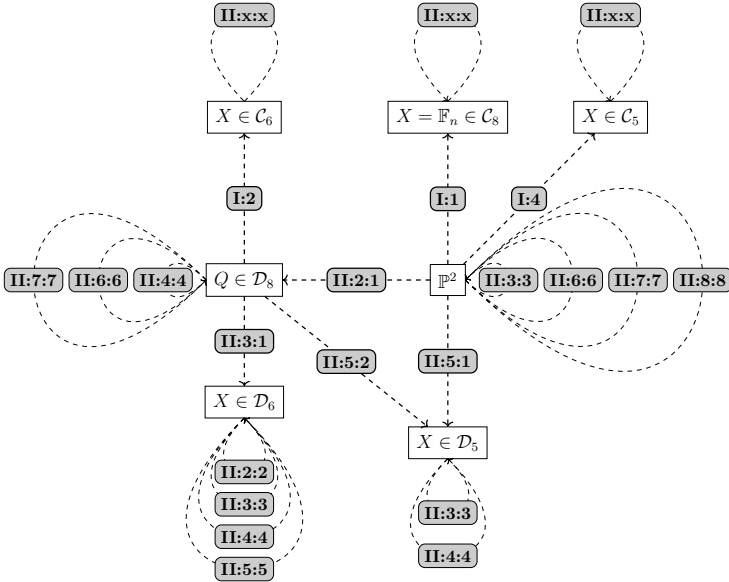 II:x:x II:x:x II:x:x
X ∈ 𝒞₆ X = 𝔽ₙ ∈ 𝒞₈ X ∈ 𝒞₅
I:2 I:1 I:4
II:7:7 II:6:6 II:4:4 Q ∈ 𝒟₈ II:2:1 ℙ² II:3:3 II:6:6 II:7:7 II:8:8
II:3:1 II:5:2 II:5:1
X ∈ 𝒟₆
X ∈ 𝒟₅
II:2:2
II:3:3 II:3:3
II:4:4
II:4:4
II:5:5